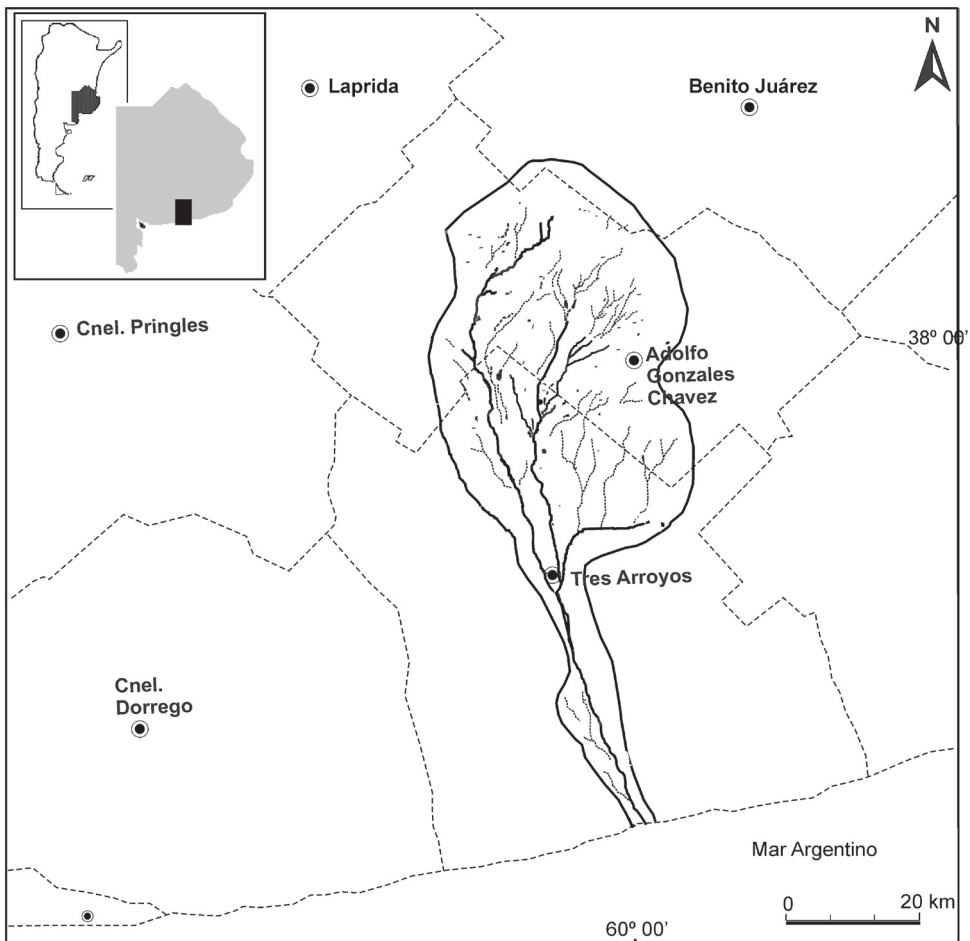 N
Laprida
Benito Juárez
Cnel. Pringles
38º 00'
Adolfo
Gonzales
Chavez
Tres Arroyos
Cnel.
Dorrego
Mar Argentino
0 20 km
60º 00'